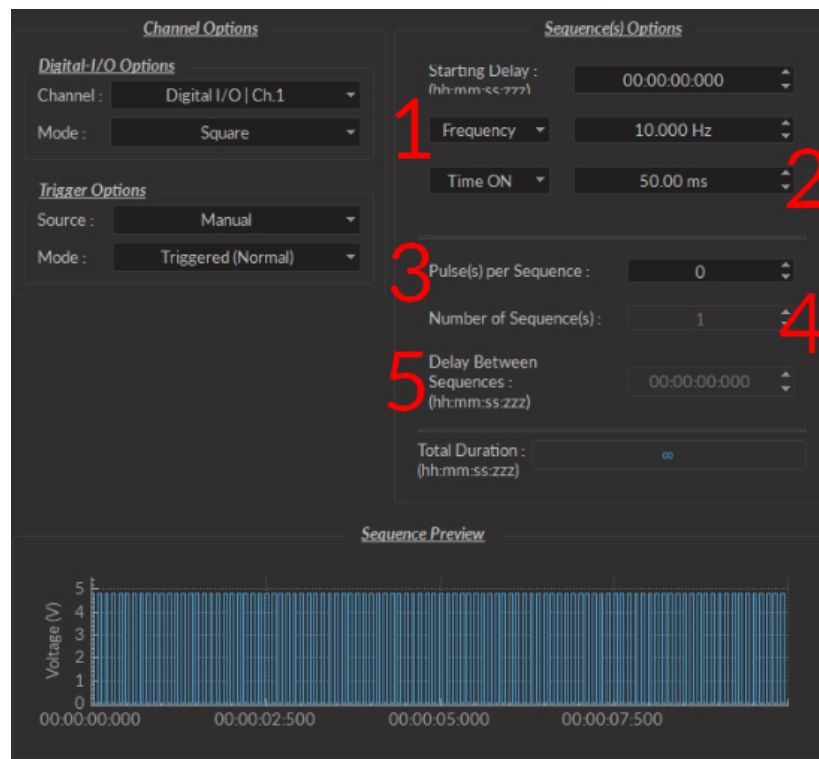 Channel Options
Digital-I/O Options
Channel : Digital I/O | Ch.1
Mode : Square
Trigger Options
Source : Manual
Mode : Triggered (Normal)
Sequence(s) Options
Starting Delay :
(hh:mm:ss:zzz) 00:00:00:000
1 Frequency 10.000 Hz
Time ON 50.00 ms 2
3 Pulse(s) per Sequence : 0
Number of Sequence(s) : 1 4
5 Delay Between
Sequences : 00:00:00:000
(hh:mm:ss:zzz)
Total Duration : ∞
(hh:mm:ss:zzz)
Sequence Preview
Voltage (V)
5
4
3
2
1
0
00:00:00:000 00:00:02:500 00:00:05:000 00:00:07:500